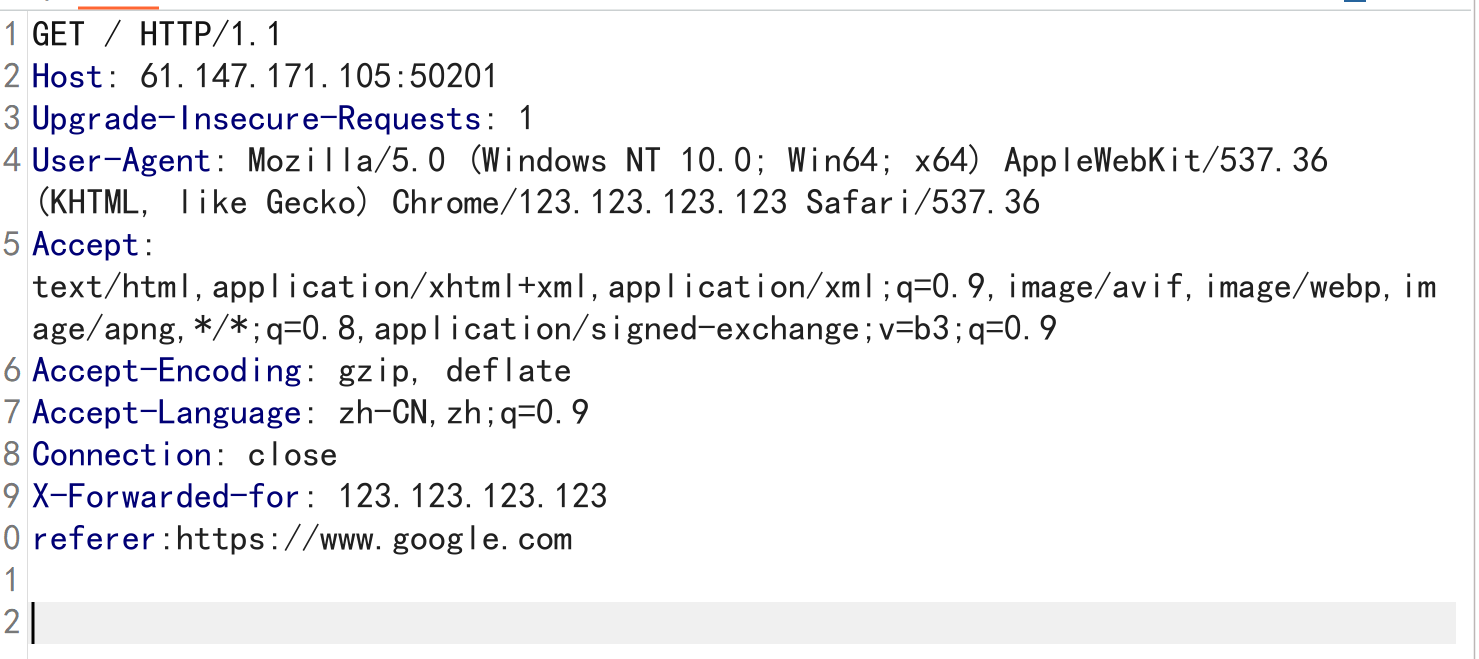 1 GET / HTTP/1.1
2 Host: 61.147.171.105:50201
3 Upgrade-Insecure-Requests: 1
4 User-Agent: Mozilla/5.0 (Windows NT 10.0; Win64; x64) AppleWebKit/537.36
(KHTML, like Gecko) Chrome/123.123.123.123 Safari/537.36
5 Accept:
text/html,application/xhtml+xml,application/xml;q=0.9,image/avif,image/webp,im
age/apng,*/*;q=0.8,application/signed-exchange;v=b3;q=0.9
6 Accept-Encoding: gzip, deflate
7 Accept-Language: zh-CN,zh;q=0.9
8 Connection: close
9 X-Forwarded-for: 123.123.123.123
0 referer:https://www.google.com
1
2